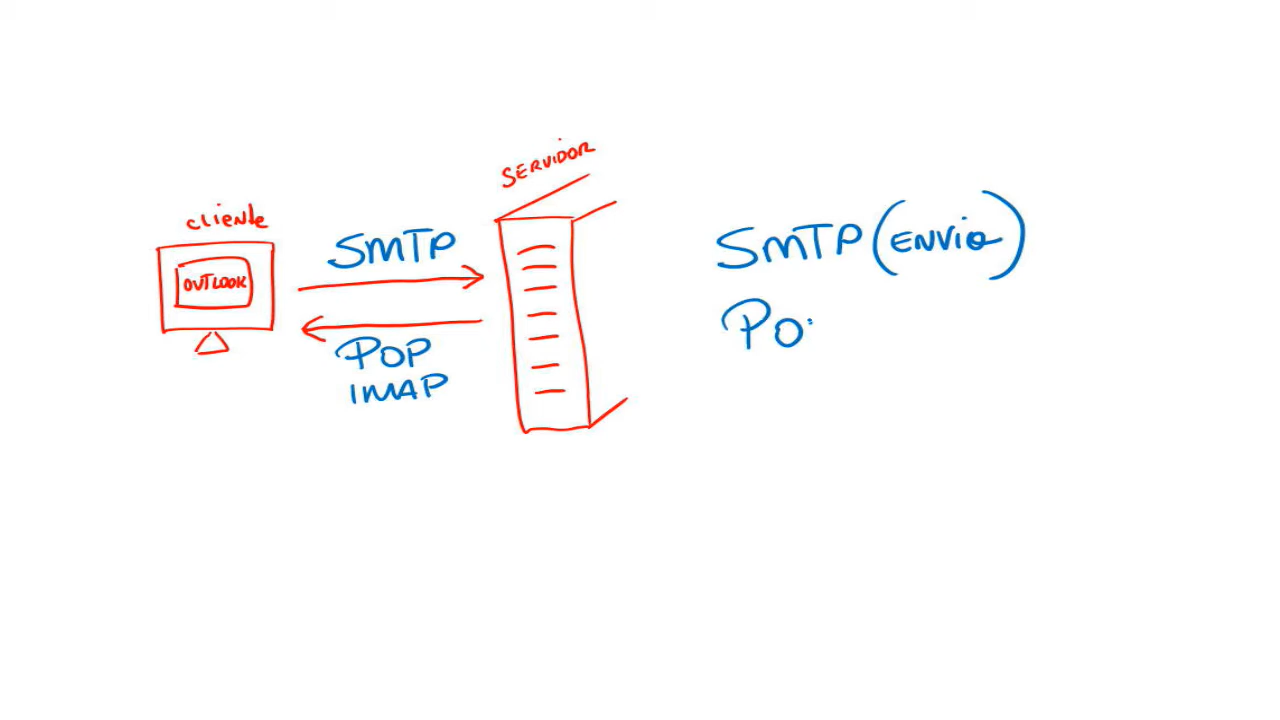 SERVIDOR
cliente
OUTLOOK
SMTP
POP
IMAP
SMTP (ENVIO)
PO